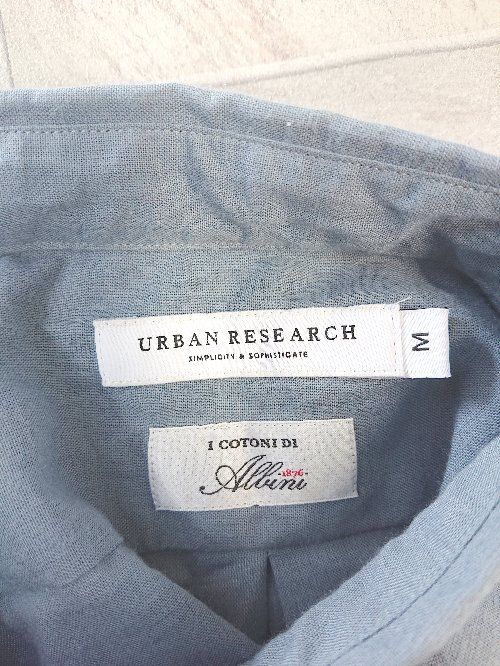 URBAN RESEARCH
SIMPLICITY & SOPHISTICATE
M
I COTONI DI
Albini
-1876-